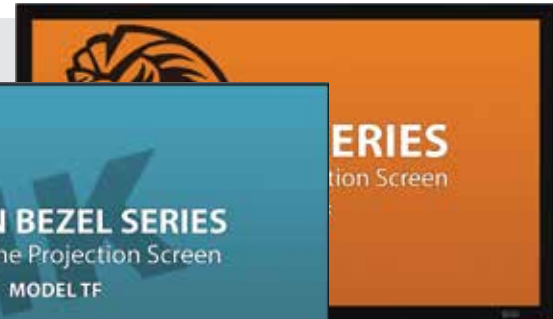 ERIES
tion Screen
BEZEL SERIES
ne Projection Screen
MODEL TF